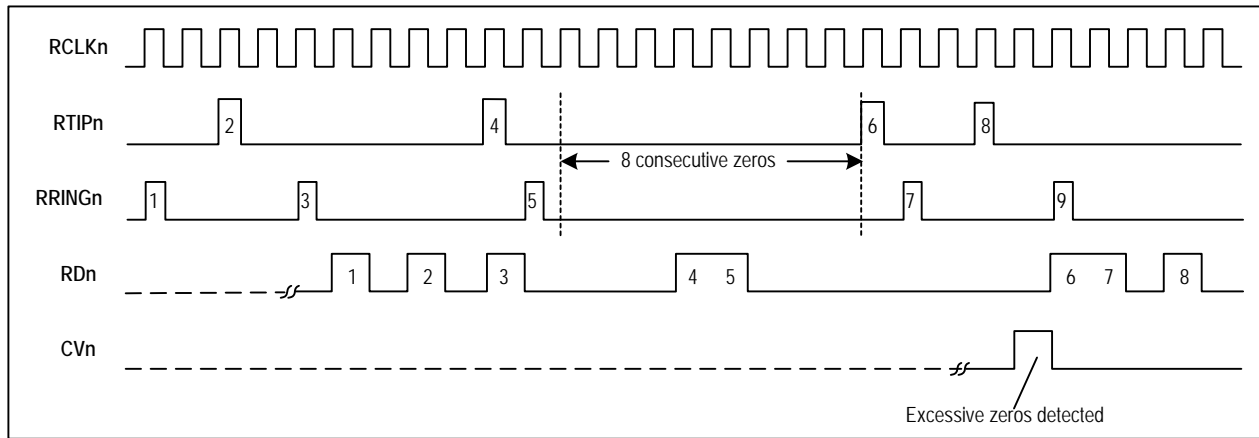 RCLKn
RTIPn
2
4
6
8
8 consecutive zeros
RRINGn
1
3
5
7
9
RDn
1
2
3
4
5
6
7
8
CVn
Excessive zeros detected